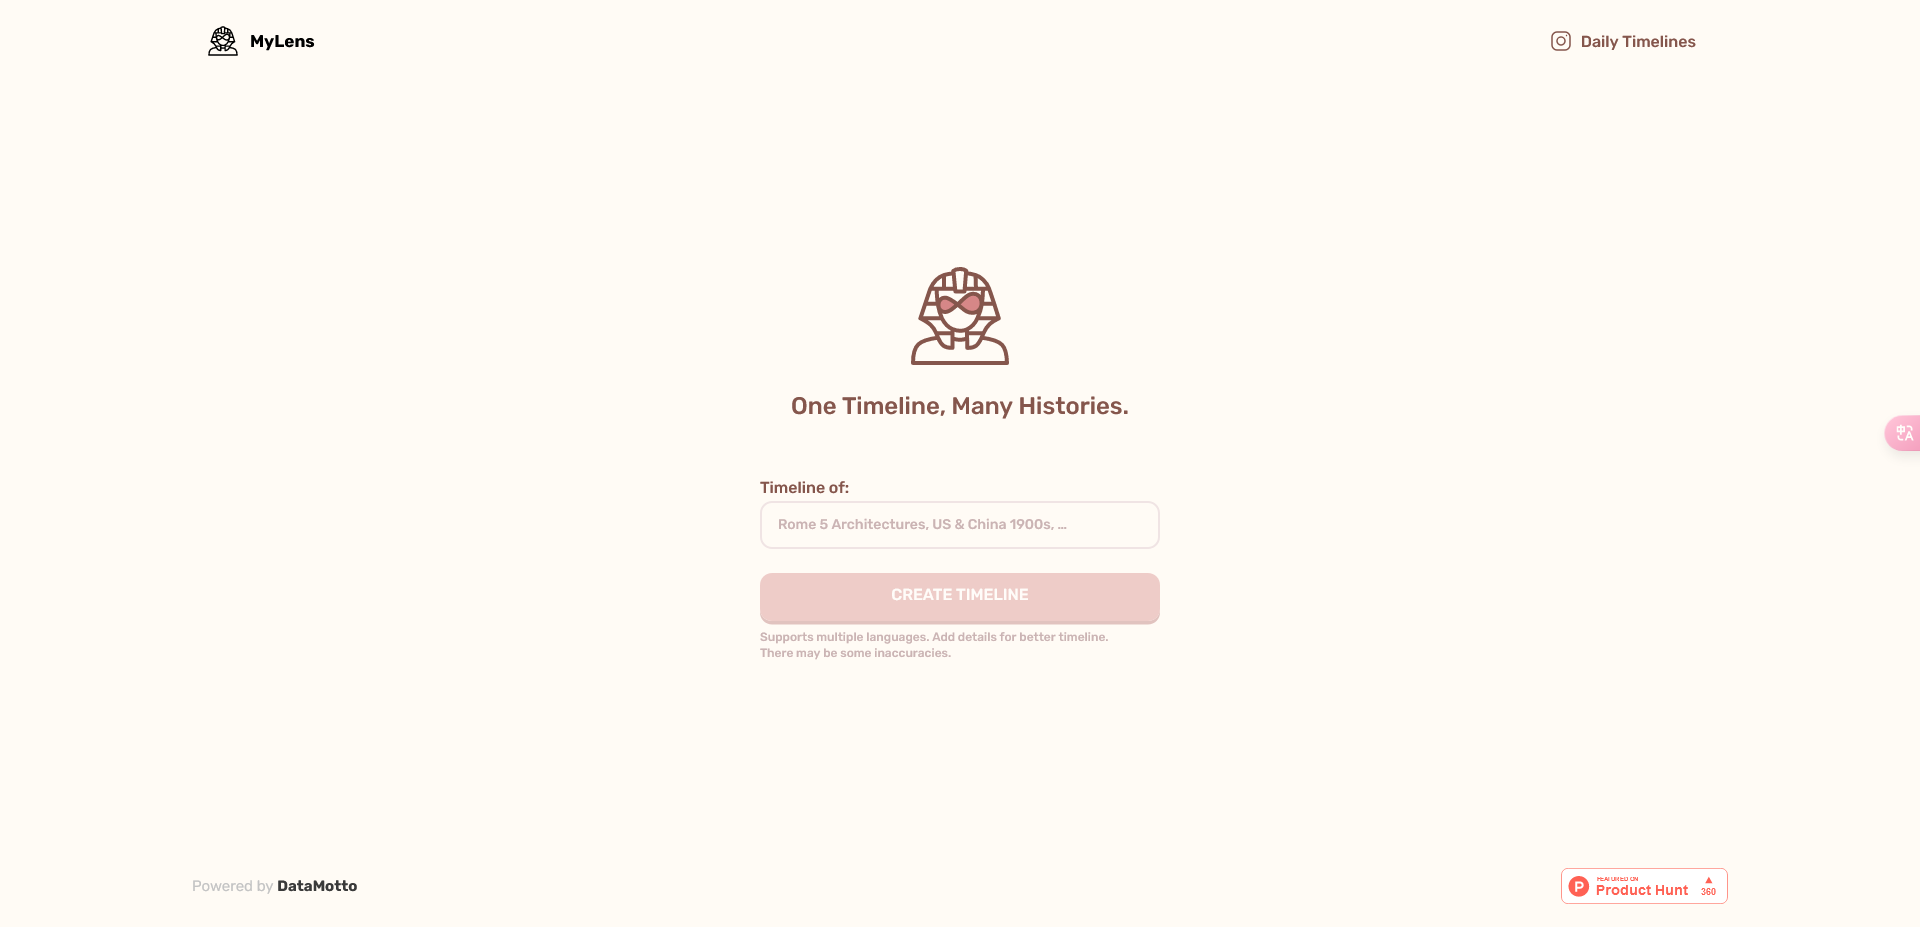 MyLens
Daily Timelines
One Timeline, Many Histories.
Timeline of:
Rome 5 Architectures, US & China 1900s, ...
CREATE TIMELINE
Supports multiple languages. Add details for better timeline.
There may be some inaccuracies.
中A
Powered by DataMotto
P
FEATURED ON
Product Hunt
▲
360